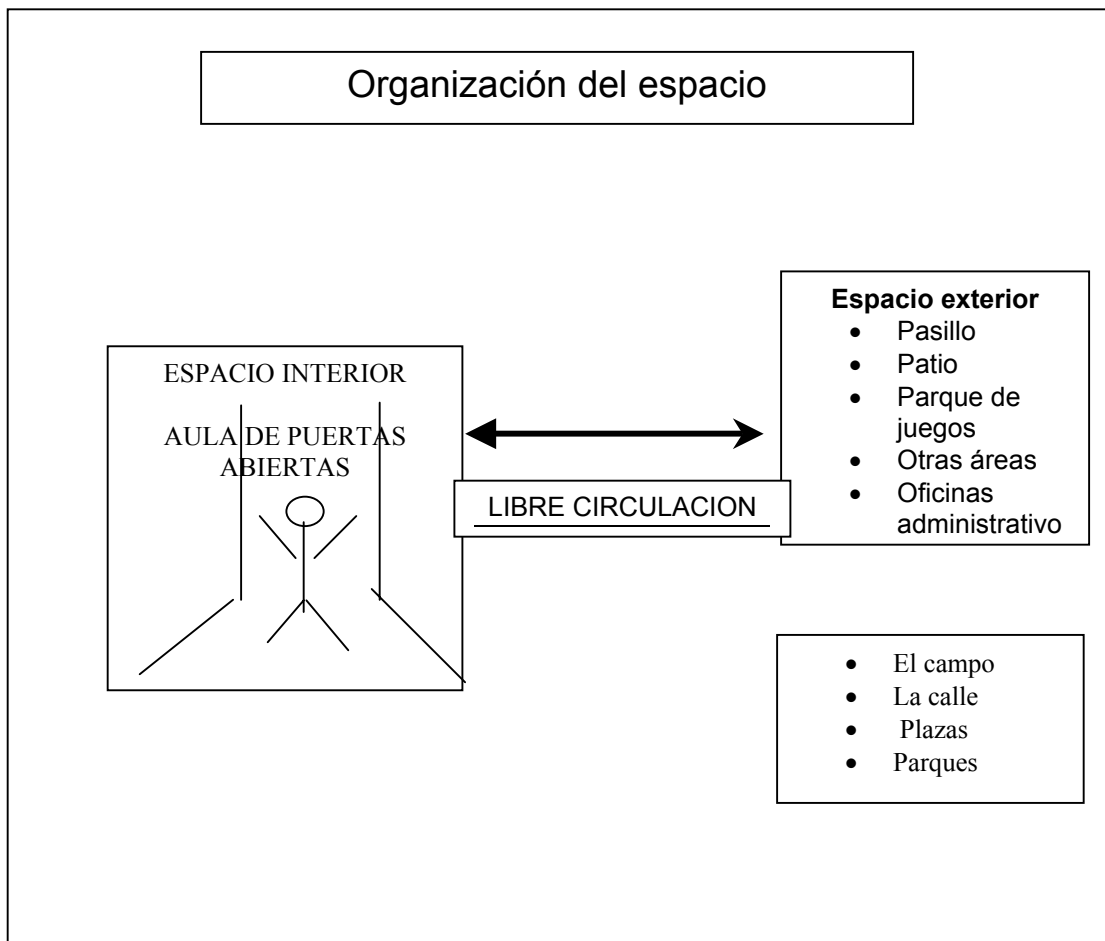 Organización del espacio
ESPACIO INTERIOR
AULA DE PUERTAS
ABIERTAS
LIBRE CIRCULACION
Espacio exterior
• Pasillo
• Patio
• Parque de
juegos
• Otras áreas
• Oficinas
administrativo
• El campo
• La calle
• Plazas
• Parques